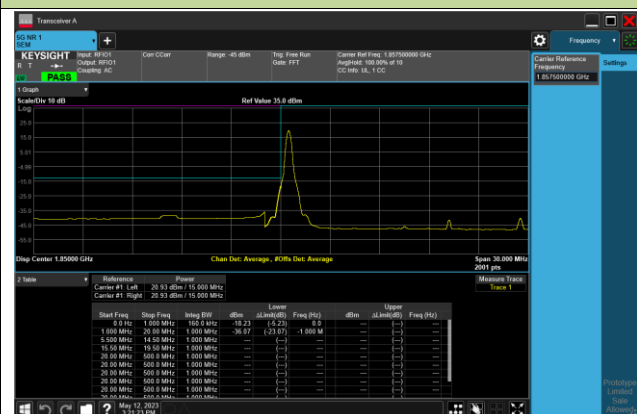 Transceiver A
5G NR 1
SEM
Frequency
KEYSIGHT
R T
PASS
Input: RFIO1
Output: RFIO1
Coupling: AC
Corr CCorr
Range: -45 dBm
Trig: Free Run
Gate: FFT
Carrier Ref Freq: 1.857500000 GHz
Avg|Hold: 100.00% of 10
CC Info: UL, 1 CC
Carrier Reference
Frequency
1.857500000 GHz
Settings
1 Graph
Scale/Div 10 dB
Ref Value 35.0 dBm
Log
25.0
15.0
5.01
-4.99
-15.0
-25.0
-35.0
-45.0
-55.0
Disp Center 1.85000 GHz
Chan Det: Average, #Offs Det: Average
Span 30.000 MHz
2001 pts
2 Table
Reference Power
Carrier #1: Left 20.93 dBm / 15.000 MHz
Carrier #1: Right 20.93 dBm / 15.000 MHz
Measure Trace
Trace 1
Lower Upper
Start Freq Stop Freq Integ BW dBm ΔLimit(dB) Freq (Hz) dBm ΔLimit(dB) Freq (Hz)
0.0 Hz 1.000 MHz 160.0 kHz -18.23 (-5.23) 0.0 --- (---) ---
1.000 MHz 20.00 MHz 1.000 MHz -36.07 (-23.07) -1.000 M --- (---) ---
5.500 MHz 14.50 MHz 1.000 MHz --- (---) --- --- (---) ---
15.50 MHz 19.50 MHz 1.000 MHz --- (---) --- --- (---) ---
20.00 MHz 500.0 MHz 1.000 MHz --- (---) --- --- (---) ---
20.00 MHz 500.0 MHz 1.000 MHz --- (---) --- --- (---) ---
20.00 MHz 500.0 MHz 1.000 MHz --- (---) --- --- (---) ---
20.00 MHz 500.0 MHz 1.000 MHz --- (---) --- --- (---) ---
20.00 MHz 500.0 MHz 1.000 MHz --- (---) --- --- (---) ---
May 12, 2023
3:21:23 PM
Prototype
Limited
Sale
Allowed